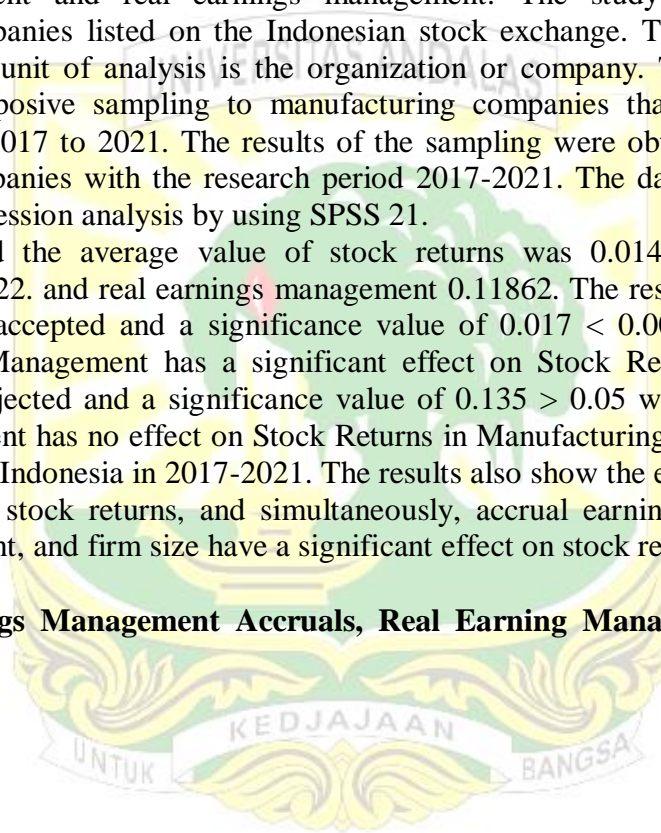 ent and real earnings management. The study
panies listed on the Indonesian stock exchange. T
unit of analysis is the organization or company.
posive sampling to manufacturing companies tha
017 to 2021. The results of the sampling were ob
panies with the research period 2017-2021. The da
ession analysis by using SPSS 21.
the average value of stock returns was 0.014
22. and real earnings management 0.11862. The res
accepted and a significance value of 0.017 < 0.00
Management has a significant effect on Stock Re
jected and a significance value of 0.135 > 0.05 w
ent has no effect on Stock Returns in Manufacturing
Indonesia in 2017-2021. The results also show the e
stock returns, and simultaneously, accrual earnin
nt, and firm size have a significant effect on stock re
gs Management Accruals, Real Earning Mana
UNIVERSITAS ANDALAS
UNTUK KEDJAJAAN BANGSA